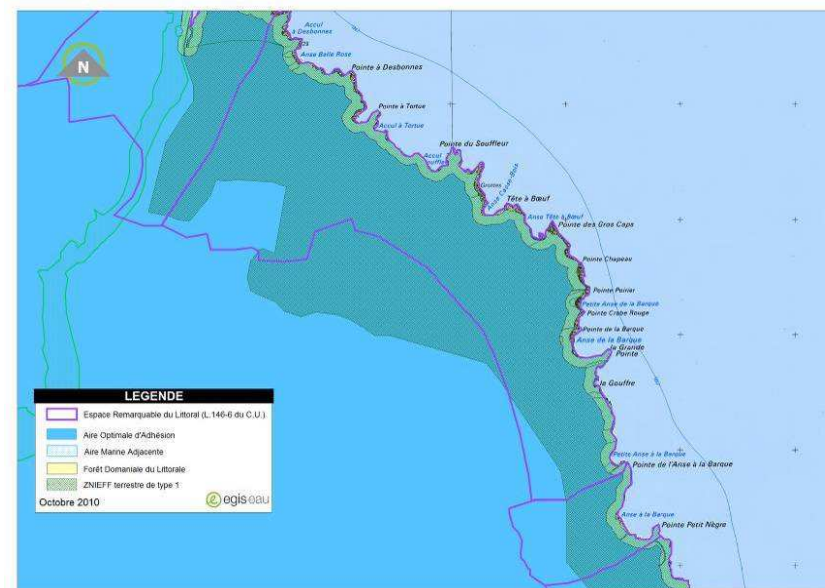 Accul
à Desbonnes
Anse Belle Rose
Pointe à Desbonnes
N
Pointe à Tortue
Accul à Tortue
Pointe du Souffleur
Accul
Souffleur
Grottes
Anse Casse-Bois
Tête à Bœuf
Anse Tête à Bœuf
Pointe des Gros Caps
Pointe Chapeau
Pointe Poirier
Petite Anse de la Barque
Pointe Crabe Rouge
Pointe de la Barque
Anse de la Barque
la Grande
Pointe
le Gouffre
Petite Anse à la Barque
Pointe de l'Anse à la Barque
Anse à la Barque
Pointe Petit Nègre
LEGENDE
Espace Remarquable du Littoral (L.146-6 du C.U.)
Aire Optimale d'Adhésion
Aire Marine Adjacente
Forêt Domaniale du Littorale
ZNIEFF terrestre de type 1
Octobre 2010
egis eau